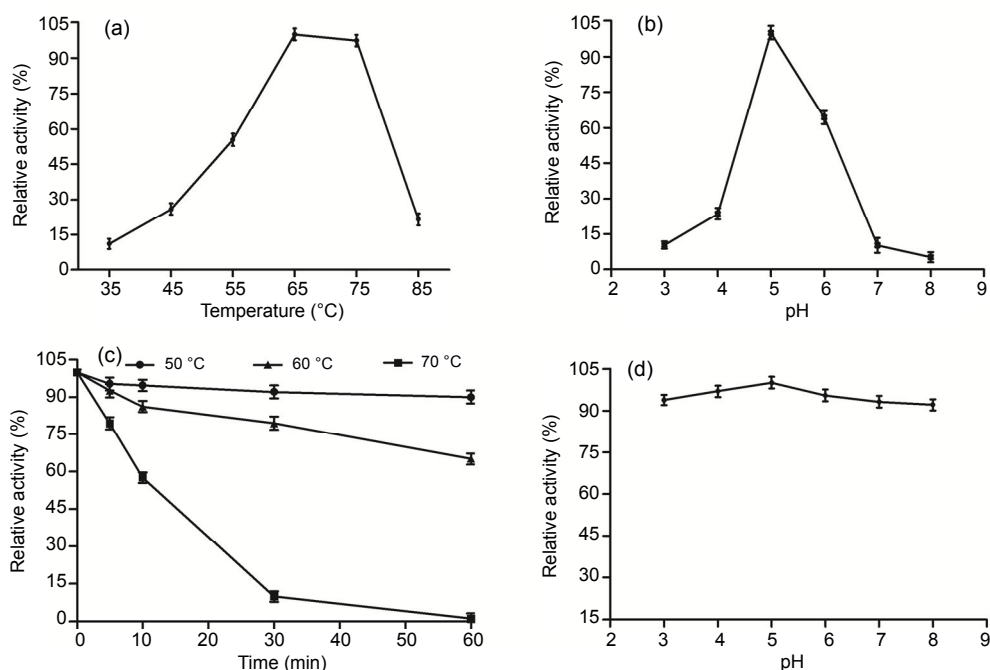 (a)
Relative activity (%)
105
90
75
60
45
30
15
0
35 45 55 65 75 85
Temperature (°C)
(b)
Relative activity (%)
105
90
75
60
45
30
15
0
2 3 4 5 6 7 8 9
pH
(c)
50 °C 60 °C 70 °C
Relative activity (%)
105
90
75
60
45
30
15
0
0 10 20 30 40 50 60
Time (min)
(d)
Relative activity (%)
105
90
75
60
45
30
15
2 3 4 5 6 7 8 9
pH